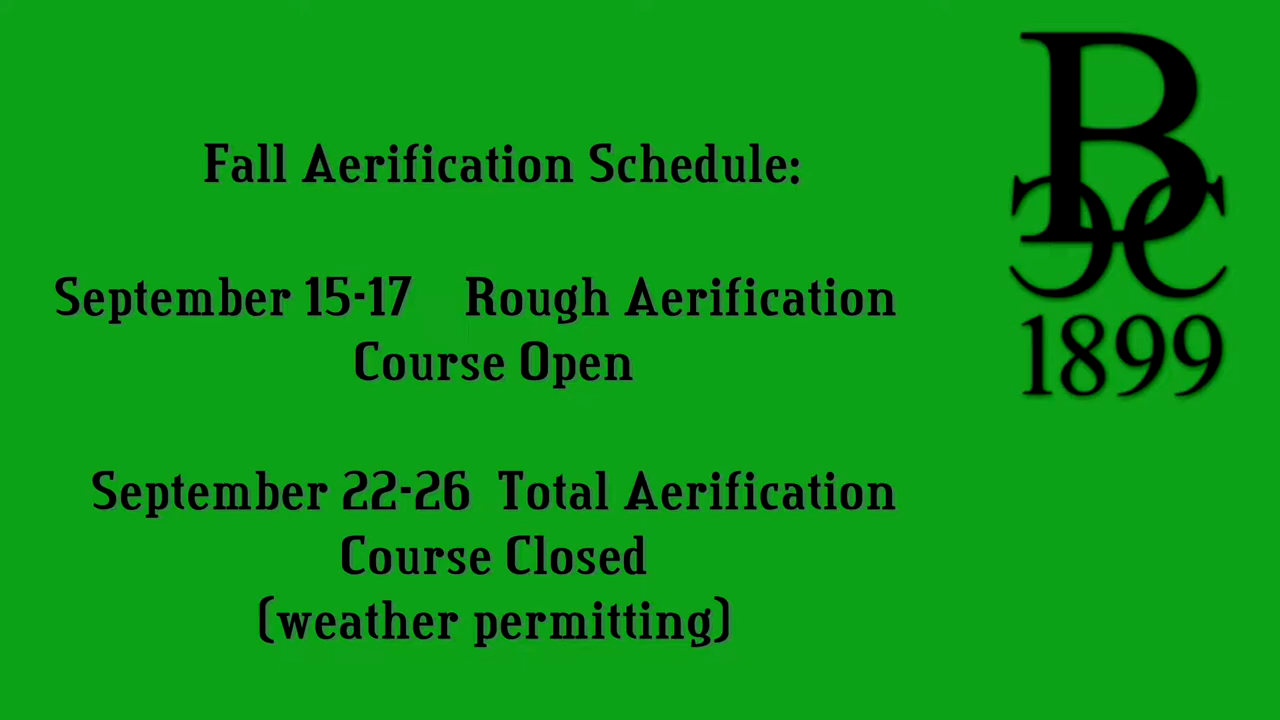 Fall Aerification Schedule:
September 15-17 Rough Aerification
Course Open
September 22-26 Total Aerification
Course Closed
(weather permitting)
BCC
1899